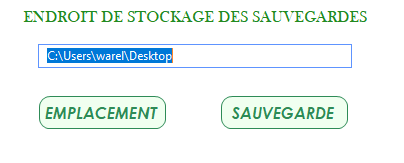 ENDROIT DE STOCKAGE DES SAUVEGARDES
C:\Users\warel\Desktop
EMPLACEMENT SAUVEGARDE